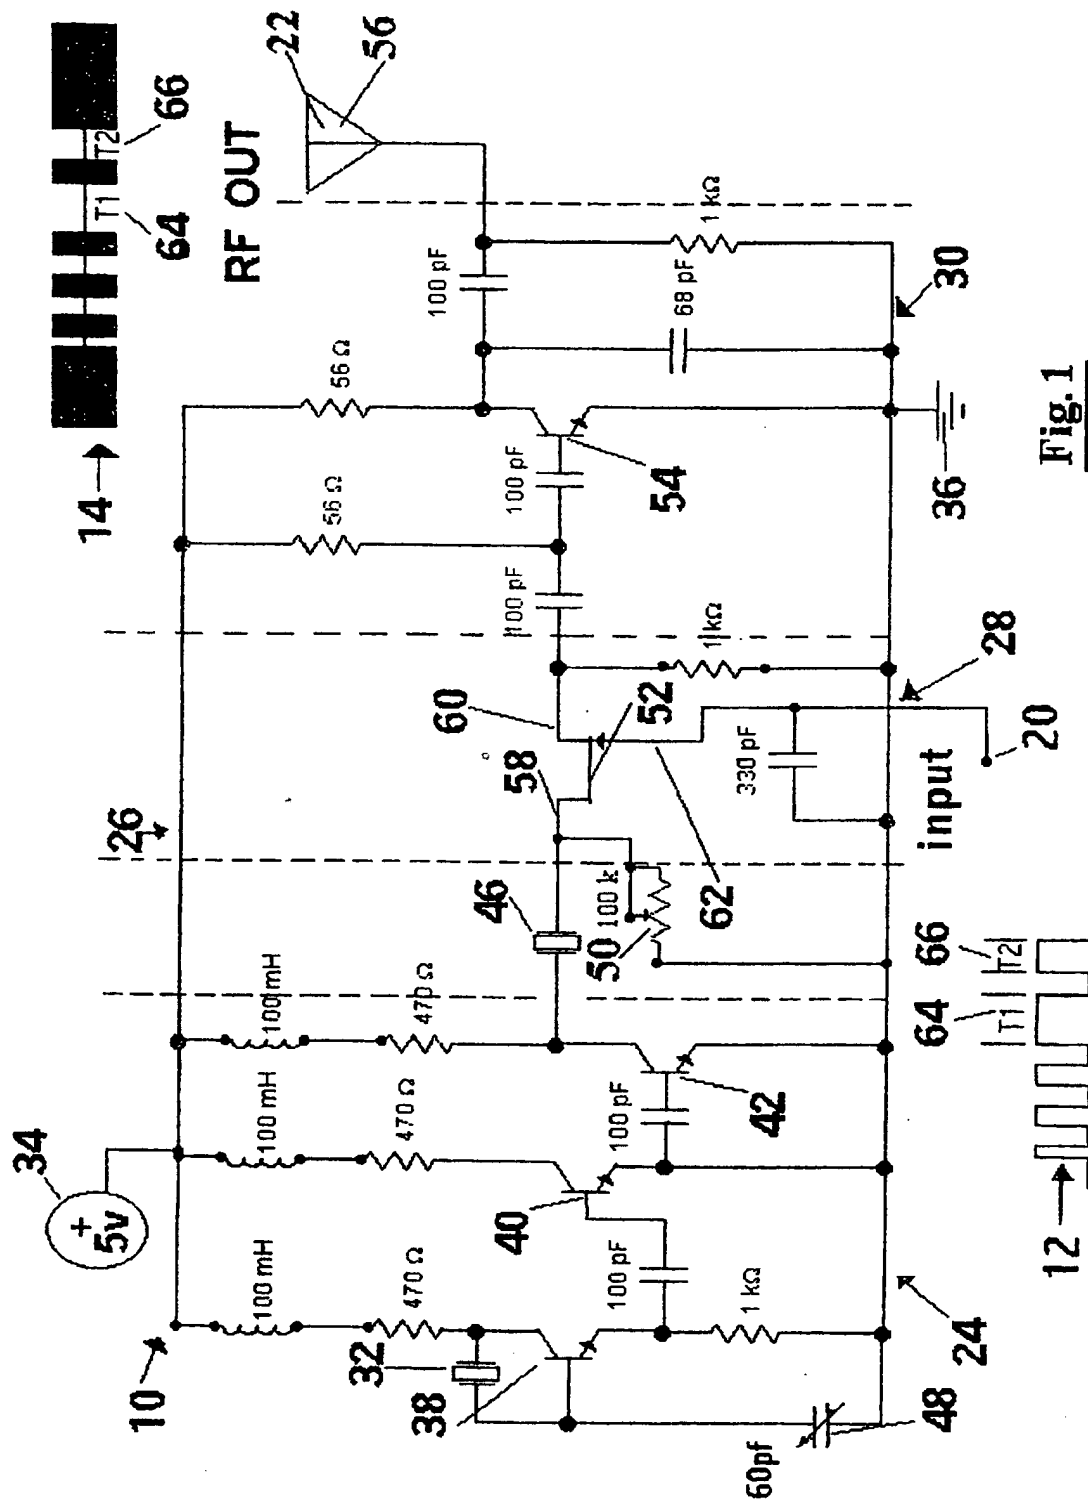 14
T1
T2
64
66
RF OUT
22
56
10
34
+
5v
26
100 mH
100 mH
100 mH
470 Ω
470 Ω
470 Ω
32
38
40
42
46
100 k
50
58
60
52
62
56 Ω
56 Ω
100 pF
100 pF
100 pF
100 pF
100 pF
54
68 pF
1 kΩ
1 kΩ
1 kΩ
330 pF
60pf
48
24
input
20
28
36
30
12
T1
T2
64
66
Fig. 1